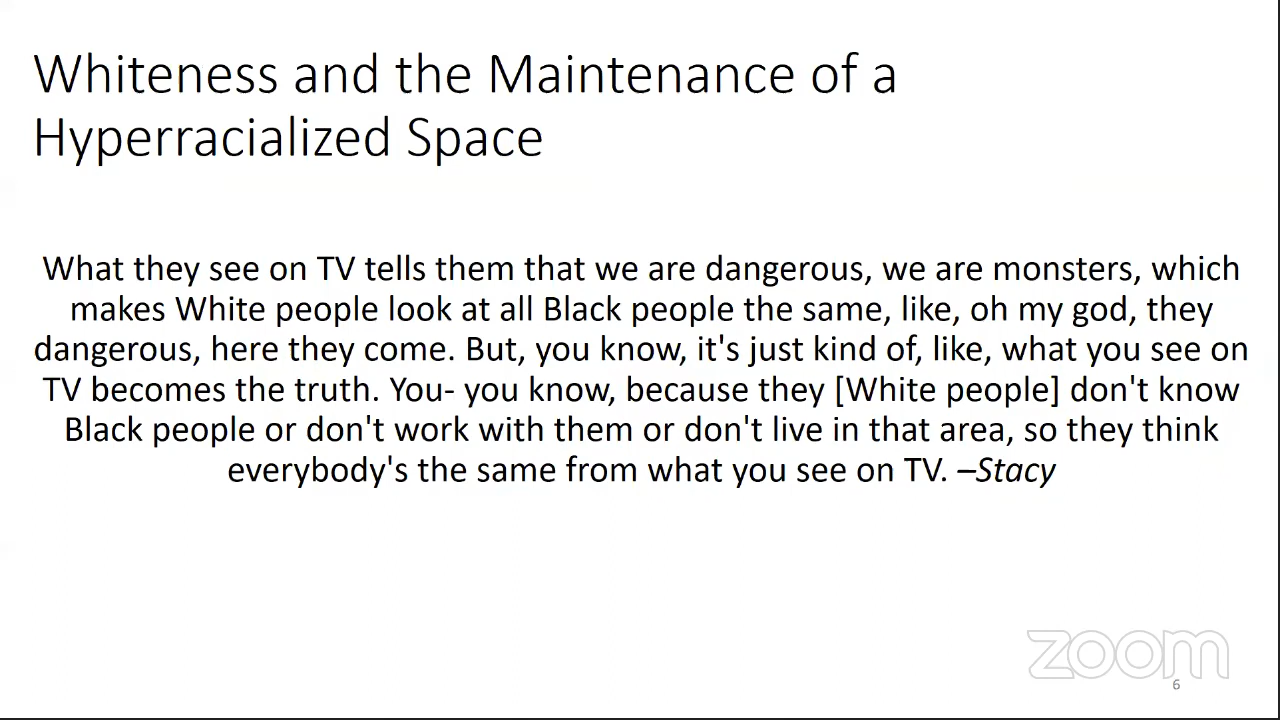 Whiteness and the Maintenance of a
Hyperracialized Space
What they see on TV tells them that we are dangerous, we are monsters, which
makes White people look at all Black people the same, like, oh my god, they
dangerous, here they come. But, you know, it's just kind of, like, what you see on
TV becomes the truth. You- you know, because they [White people] don't know
Black people or don't work with them or don't live in that area, so they think
everybody's the same from what you see on TV. –Stacy
zoom
6